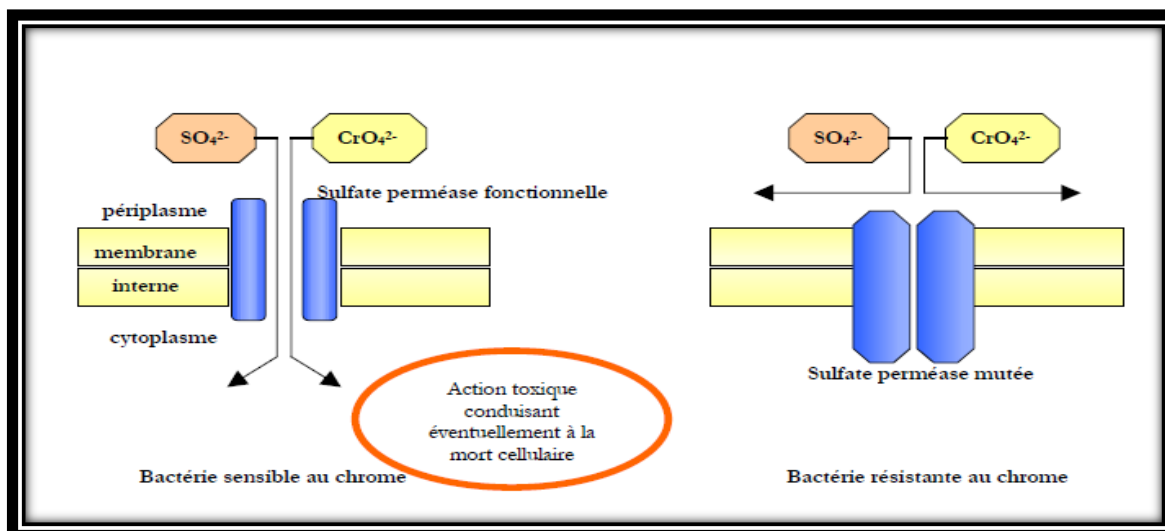 SO₄²⁻
CrO₄²⁻
Sulfate perméase fonctionnelle
périplasme
membrane
interne
cytoplasme
Action toxique
conduisant
éventuellement à la
mort cellulaire
Bactérie sensible au chrome
SO₄²⁻
CrO₄²⁻
Sulfate perméase mutée
Bactérie résistante au chrome